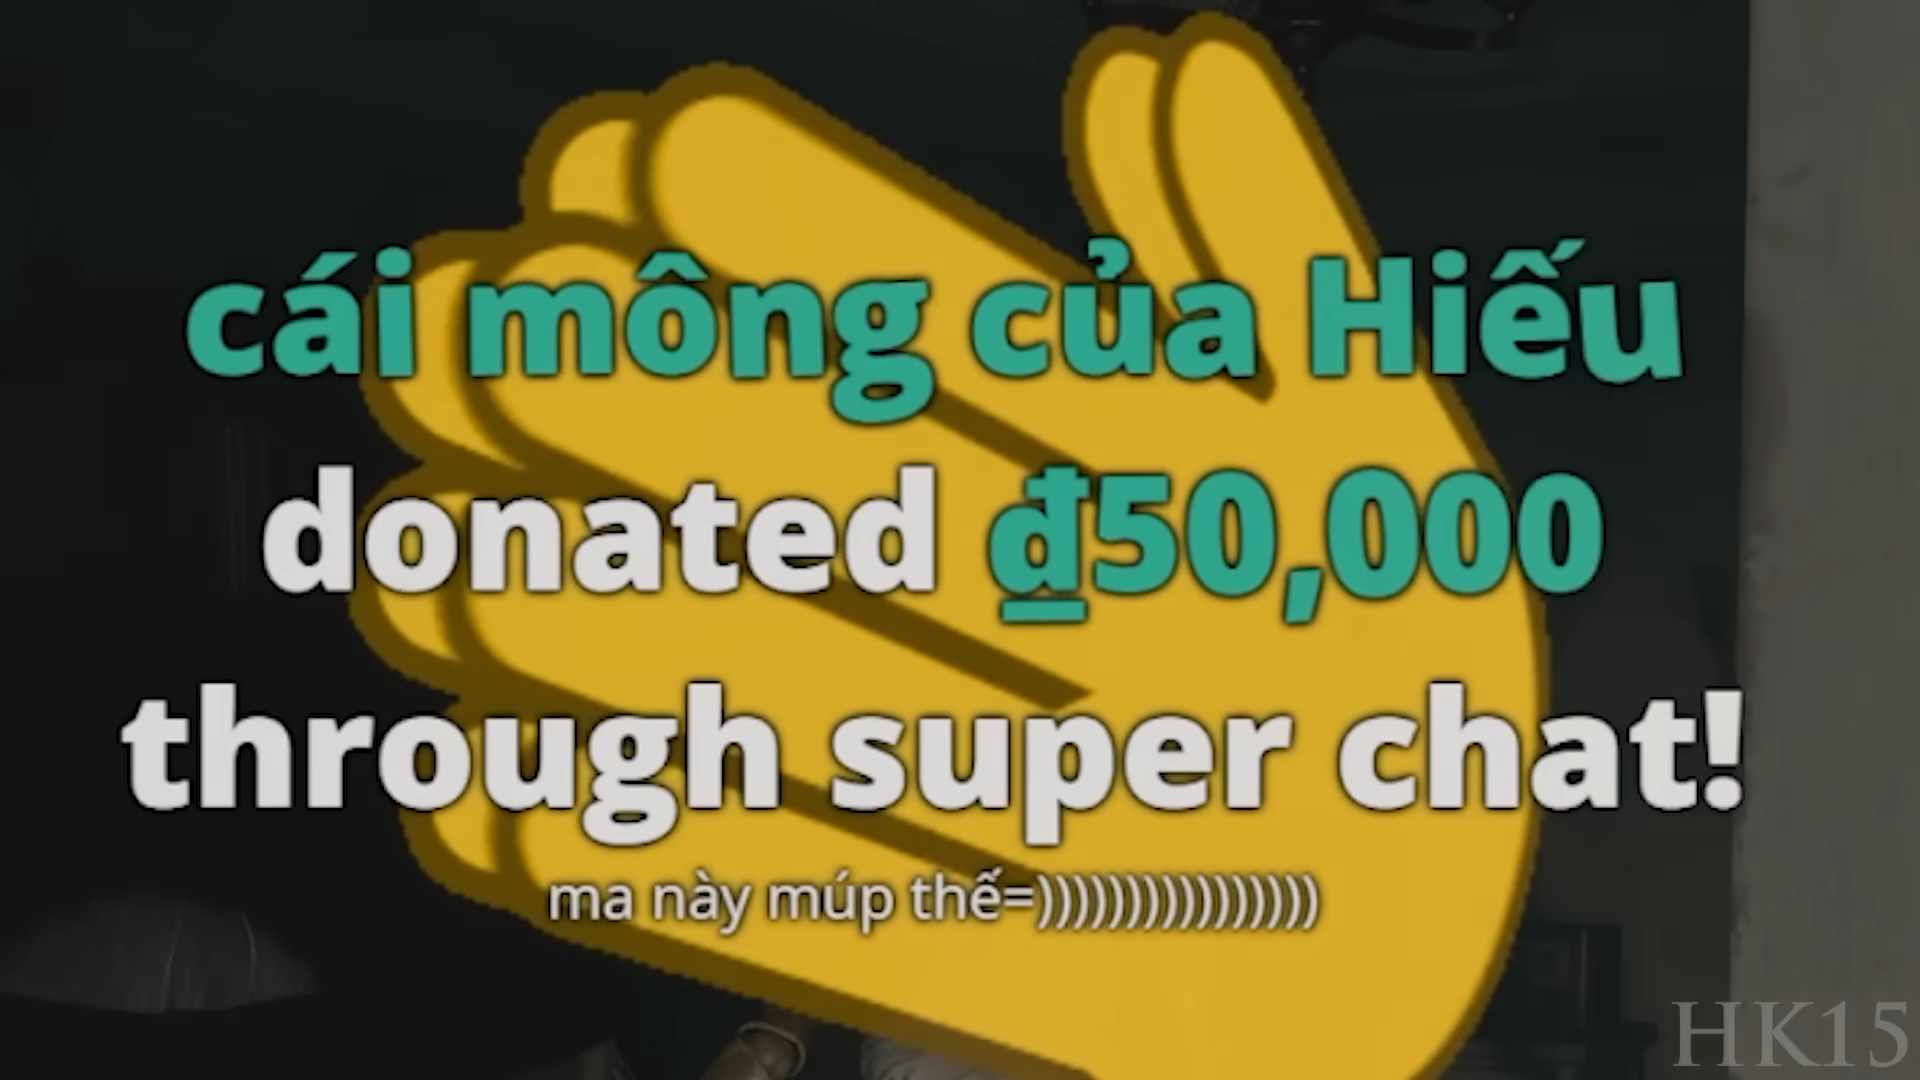 cái mông của Hiếu
donated ₫50,000
through super chat!
ma này múp thế=))))))))))))))))
HK15